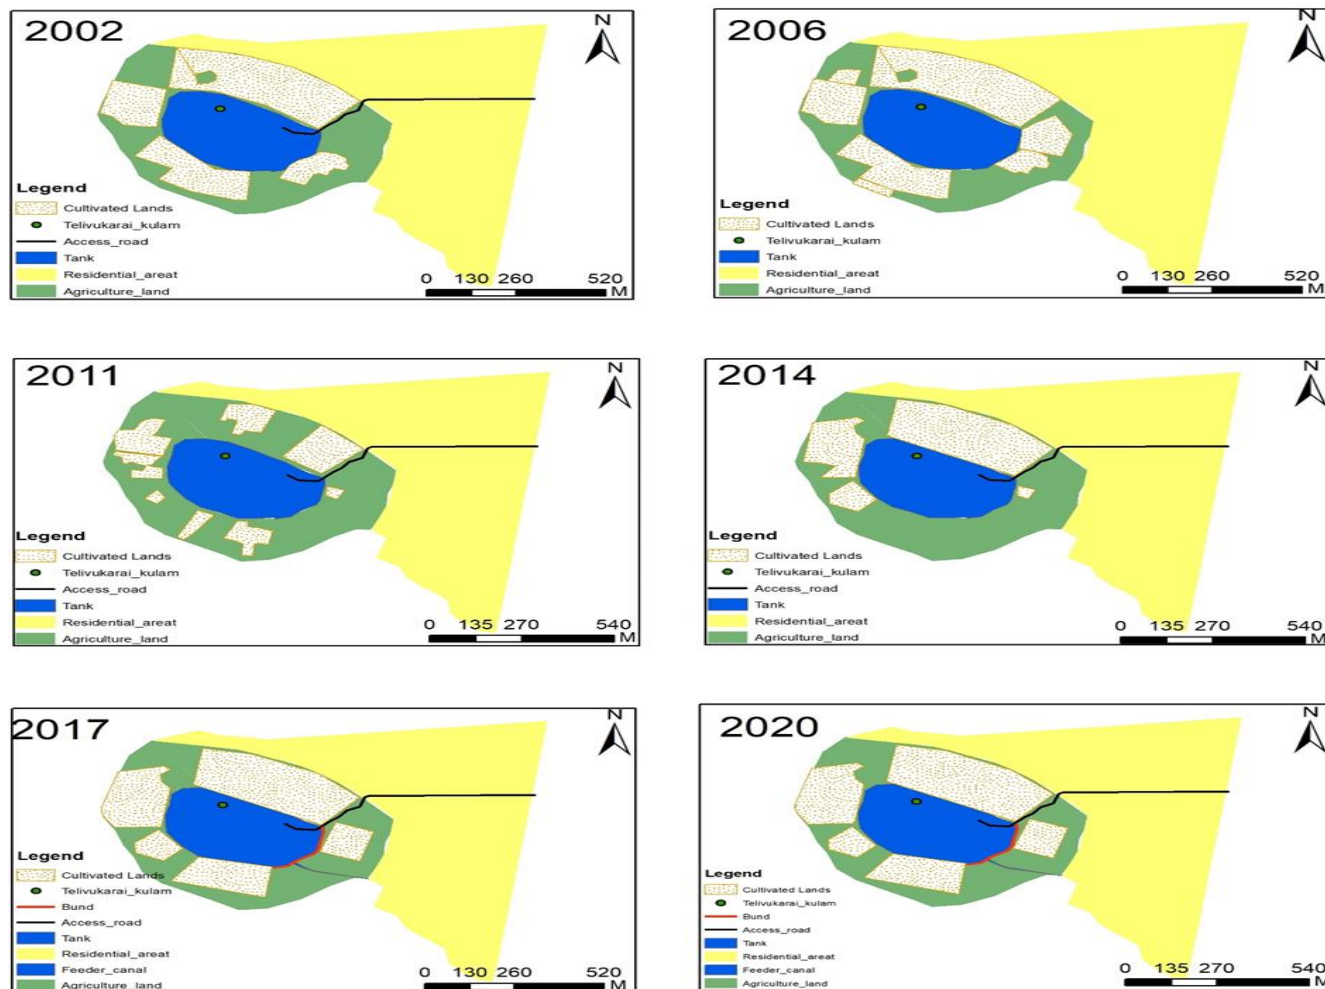 2002
N
Legend
Cultivated Lands
Telivukarai_kulam
Access_road
Tank
Residential_areat
Agriculture_land
0 130 260 520
M
2006
N
Legend
Cultivated Lands
Telivukarai_kulam
Tank
Residential_areat
Agriculture_land
0 130 260 520
M
2011
N
Legend
Cultivated Lands
Telivukarai_kulam
Access_road
Tank
Residential_areat
Agriculture_land
0 135 270 540
M
2014
N
Legend
Cultivated Lands
Telivukarai_kulam
Access_road
Tank
Residential_areat
Agriculture_land
0 135 270 540
M
2017
N
Legend
Cultivated Lands
Telivukarai_kulam
Bund
Access_road
Tank
Residential_areat
Feeder_canal
Agriculture_land
0 130 260 520
M
2020
N
Legend
Cultivated Lands
Telivukarai_kulam
Bund
Access_road
Tank
Residential_areat
Feeder_canal
Agriculture_land
0 135 270 540
M